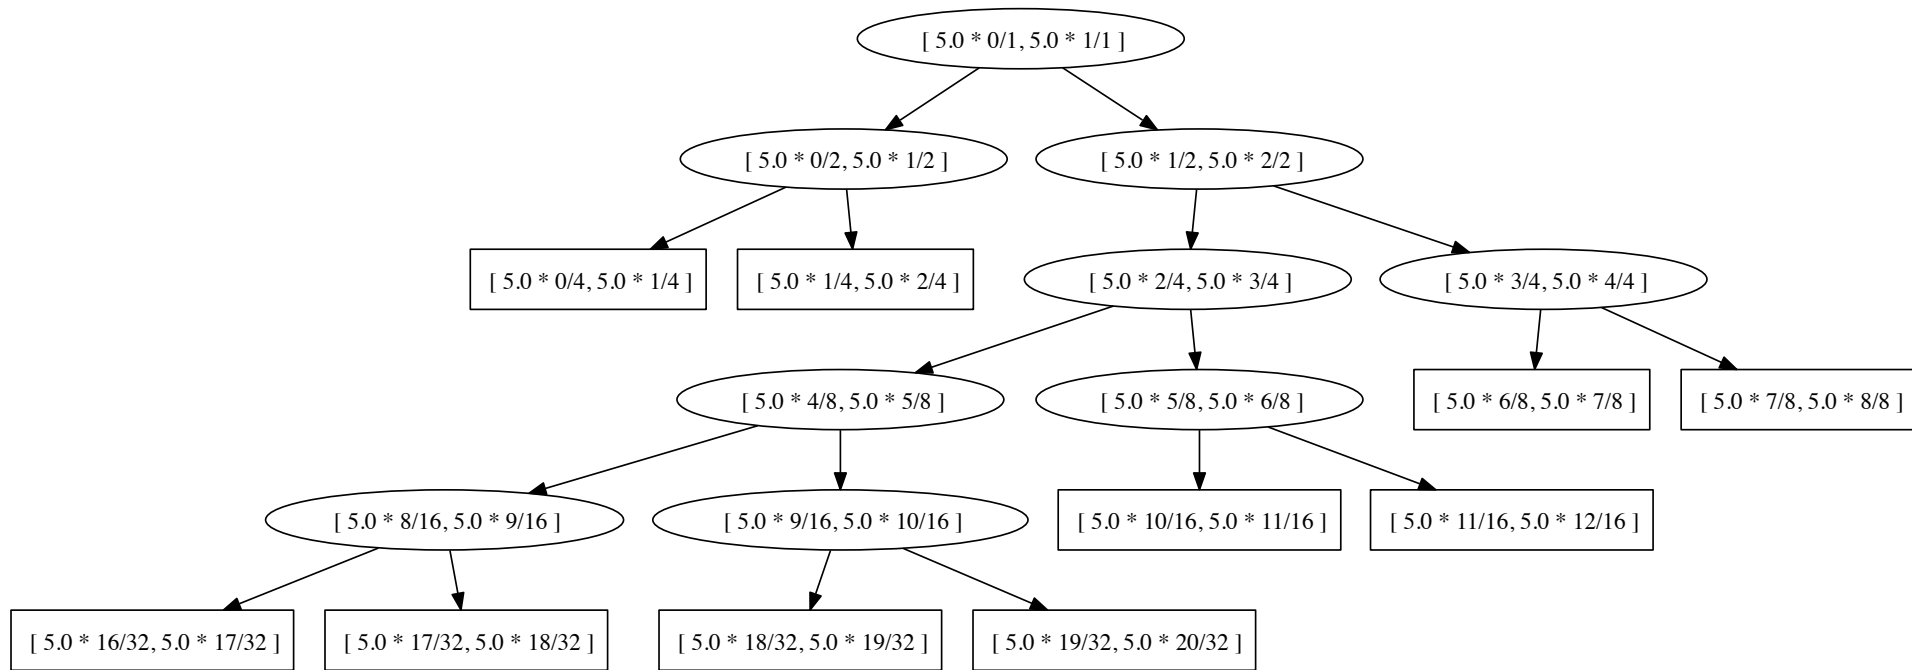 [ 5.0 * 0/1, 5.0 * 1/1 ]
[ 5.0 * 0/2, 5.0 * 1/2 ]
[ 5.0 * 1/2, 5.0 * 2/2 ]
[ 5.0 * 0/4, 5.0 * 1/4 ]
[ 5.0 * 1/4, 5.0 * 2/4 ]
[ 5.0 * 2/4, 5.0 * 3/4 ]
[ 5.0 * 3/4, 5.0 * 4/4 ]
[ 5.0 * 4/8, 5.0 * 5/8 ]
[ 5.0 * 5/8, 5.0 * 6/8 ]
[ 5.0 * 6/8, 5.0 * 7/8 ]
[ 5.0 * 7/8, 5.0 * 8/8 ]
[ 5.0 * 8/16, 5.0 * 9/16 ]
[ 5.0 * 9/16, 5.0 * 10/16 ]
[ 5.0 * 10/16, 5.0 * 11/16 ]
[ 5.0 * 11/16, 5.0 * 12/16 ]
[ 5.0 * 16/32, 5.0 * 17/32 ]
[ 5.0 * 17/32, 5.0 * 18/32 ]
[ 5.0 * 18/32, 5.0 * 19/32 ]
[ 5.0 * 19/32, 5.0 * 20/32 ]